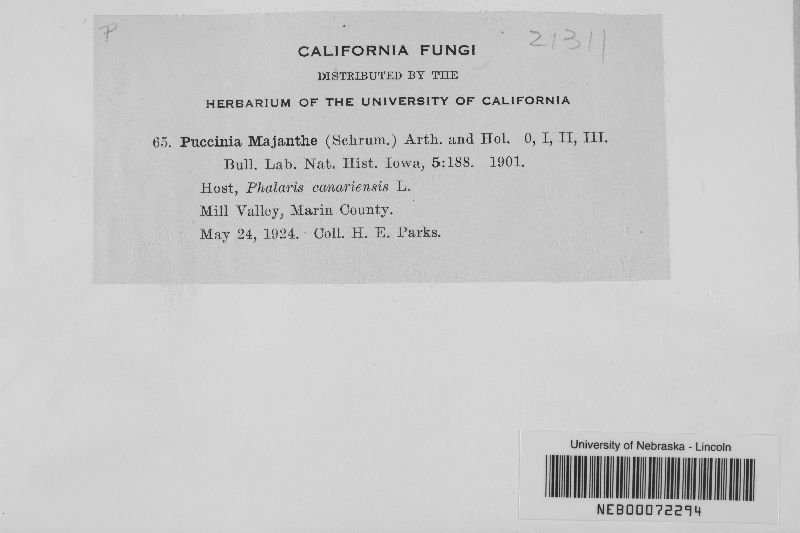 P
21311
CALIFORNIA FUNGI
DISTRIBUTED BY THE
HERBARIUM OF THE UNIVERSITY OF CALIFORNIA
65. Puccinia Majanthe (Schrum.) Arth. and Hol. 0, I, II, III.
Bull. Lab. Nat. Hist. Iowa, 5:188. 1901.
Host, Phalaris canariensis L.
Mill Valley, Marin County.
May 24, 1924. Coll. H. E. Parks.
University of Nebraska - Lincoln
NEB00072294